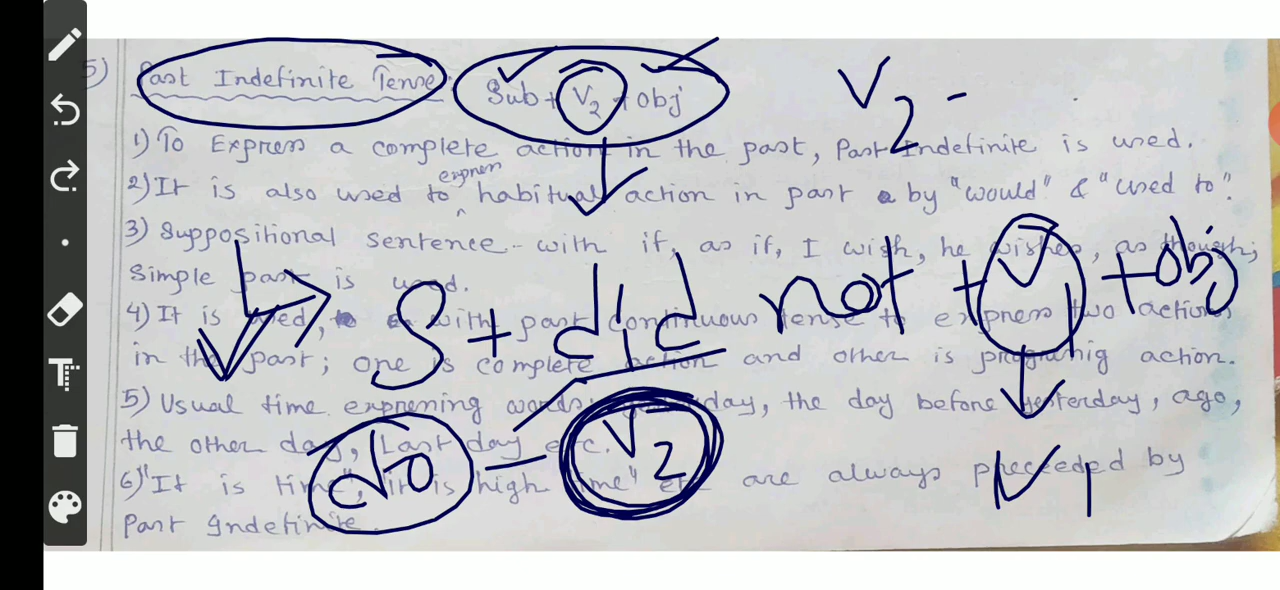 5) Past Indefinite Tense: Sub + V2 + Obj
V2 -
1) To Express a complete action in the past, Past Indefinite is used.
2) It is also used to express habitual action in past by "would" & "used to".
3) Suppositional sentence - with if, as if, I wish, he wishes, as though;
Simple past is used.
S + did not + V + obj
4) It is used, with past continuous tense to express two actions
in the past; one is complete action and other is progressing action.
5) Usual time expressing words: yesterday, the day before yesterday, ago,
the other day, Last day etc.
do - V2
V1
6) "It is time", "it is high time" etc are always preceeded by
Past Indefinite.